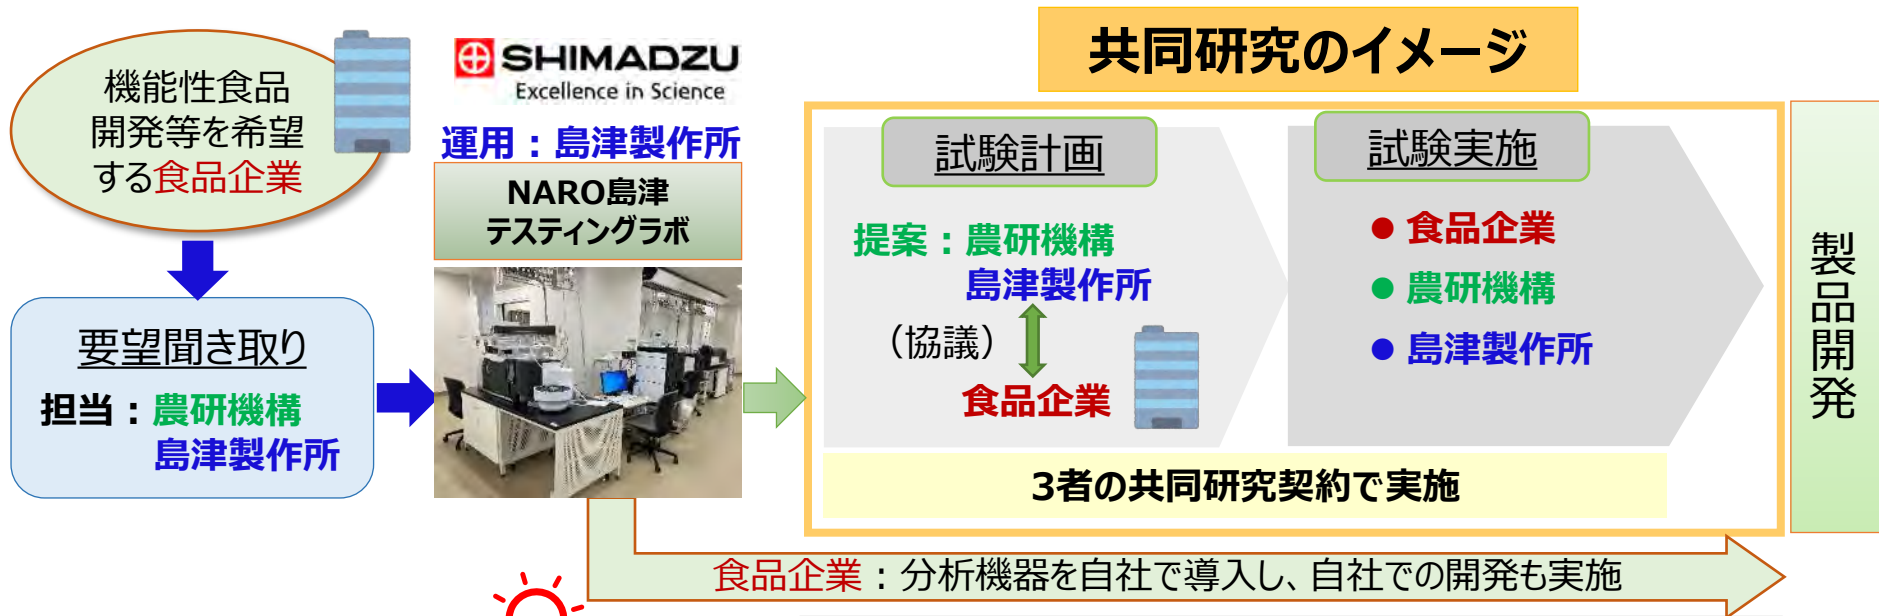 機能性食品
開発等を希望
する食品企業
要望聞き取り
担当：農研機構
島津製作所
SHIMADZU
Excellence in Science
運用：島津製作所
NARO島津
テスティングラボ
共同研究のイメージ
試験計画
提案：農研機構
島津製作所
（協議）
食品企業
試験実施
● 食品企業
● 農研機構
● 島津製作所
3者の共同研究契約で実施
製品開発
食品企業：分析機器を自社で導入し、自社での開発も実施